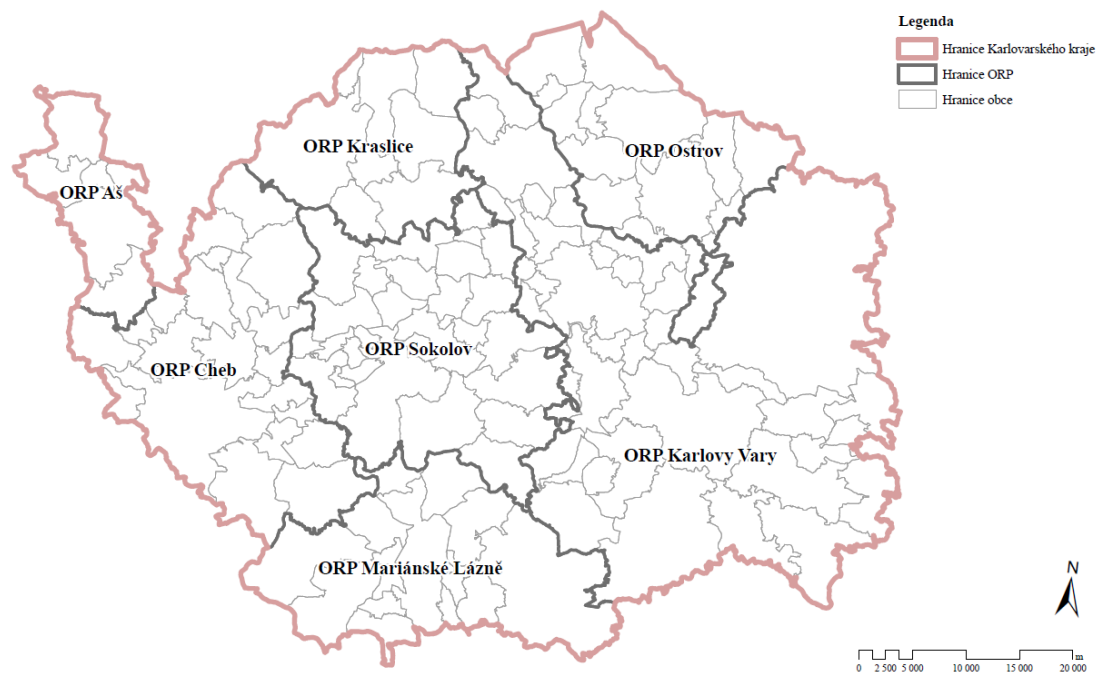 Legenda
Hranice Karlovarského kraje
Hranice ORP
Hranice obce
ORP Kraslice
ORP Ostrov
ORP Aš
ORP Sokolov
ORP Cheb
ORP Karlovy Vary
ORP Mariánské Lázně
N
m
0 2 500 5 000 10 000 15 000 20 000